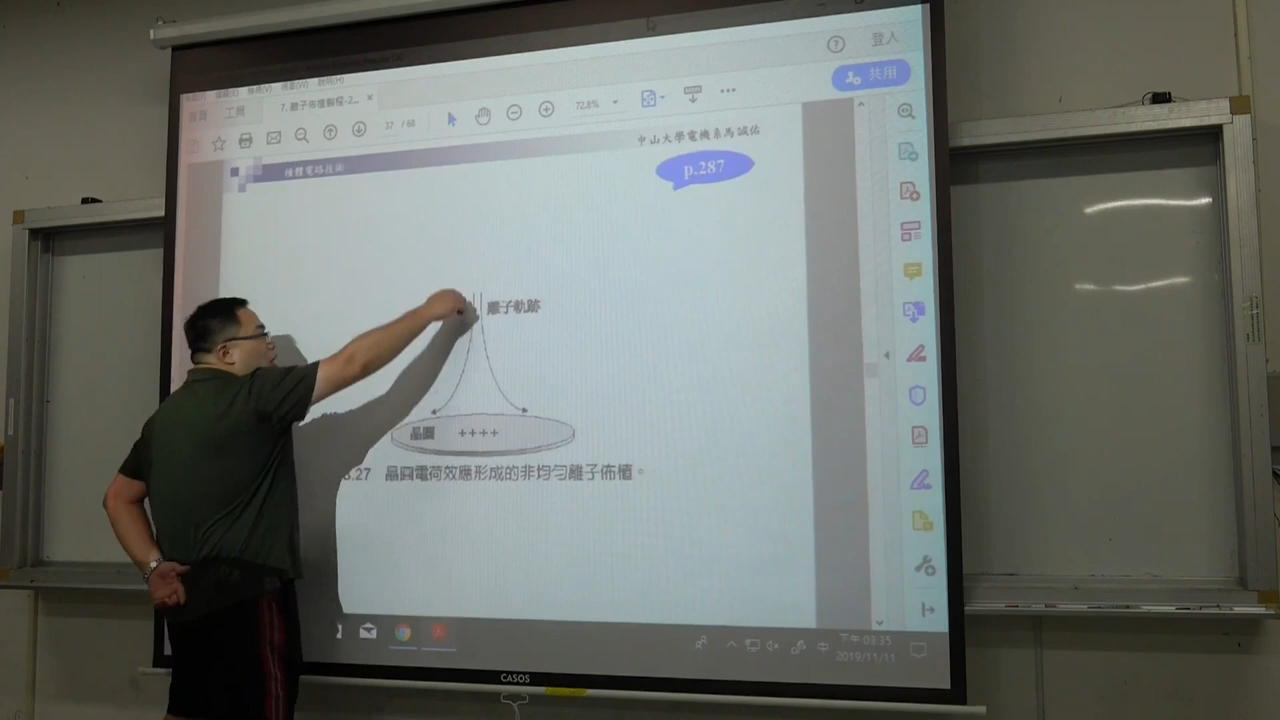 登入
共用
工具
7. 離子佈植製程-2...
37 / 68
72.8%
中山大學電機系馬誠佑
積體電路技術
p.287
離子軌跡
晶圓 ++++
8.27 晶圓電荷效應形成的非均勻離子佈植。
中
下午 03:35
2019/11/11
CASOS